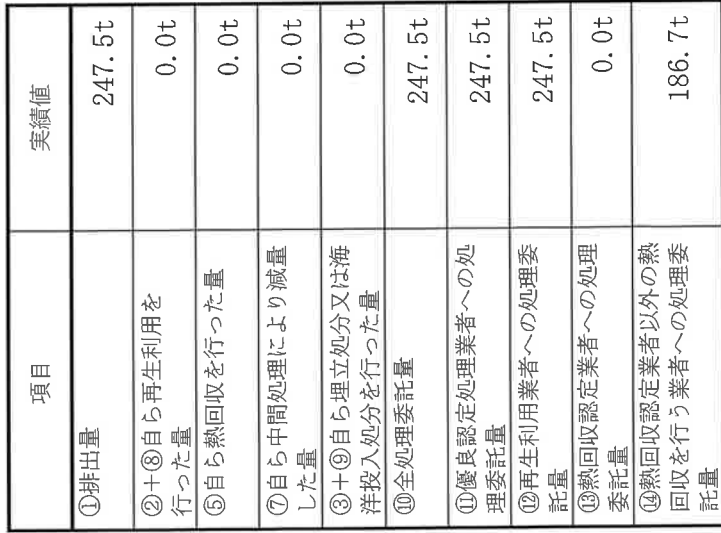 項目 実績値
①排出量 247.5t
②+⑧自ら再生利用を
行った量 0.0t
⑤自ら熱回収を行った量 0.0t
⑦自ら中間処理により減量
した量 0.0t
③+⑨自ら埋立処分又は海
洋投入処分を行った量 0.0t
⑩全処理委託量 247.5t
⑪優良認定処理業者への処
理委託量 247.5t
⑫再生利用業者への処理委
託量 247.5t
⑬熱回収認定業者への処理
委託量 0.0t
⑭熱回収認定業者以外の熱
回収を行う業者への処理委
託量 186.7t